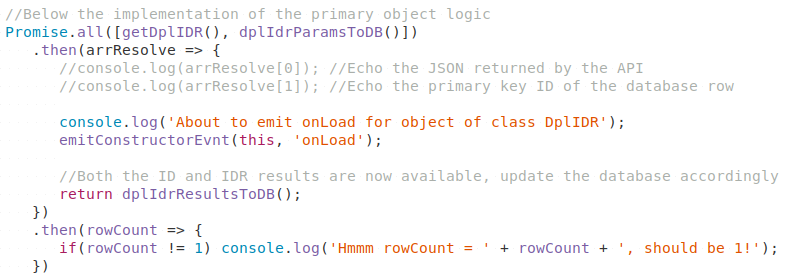 //Below the implementation of the primary object logic
Promise.all([getDplIDR(), dplIdrParamsToDB()])
.then(arrResolve => {
//console.log(arrResolve[0]); //Echo the JSON returned by the API
//console.log(arrResolve[1]); //Echo the primary key ID of the database row
console.log('About to emit onLoad for object of class DplIDR');
emitConstructorEvnt(this, 'onLoad');
//Both the ID and IDR results are now available, update the database accordingly
return dplIdrResultsToDB();
})
.then(rowCount => {
if(rowCount != 1) console.log('Hmmm rowCount = ' + rowCount + ', should be 1!');
})